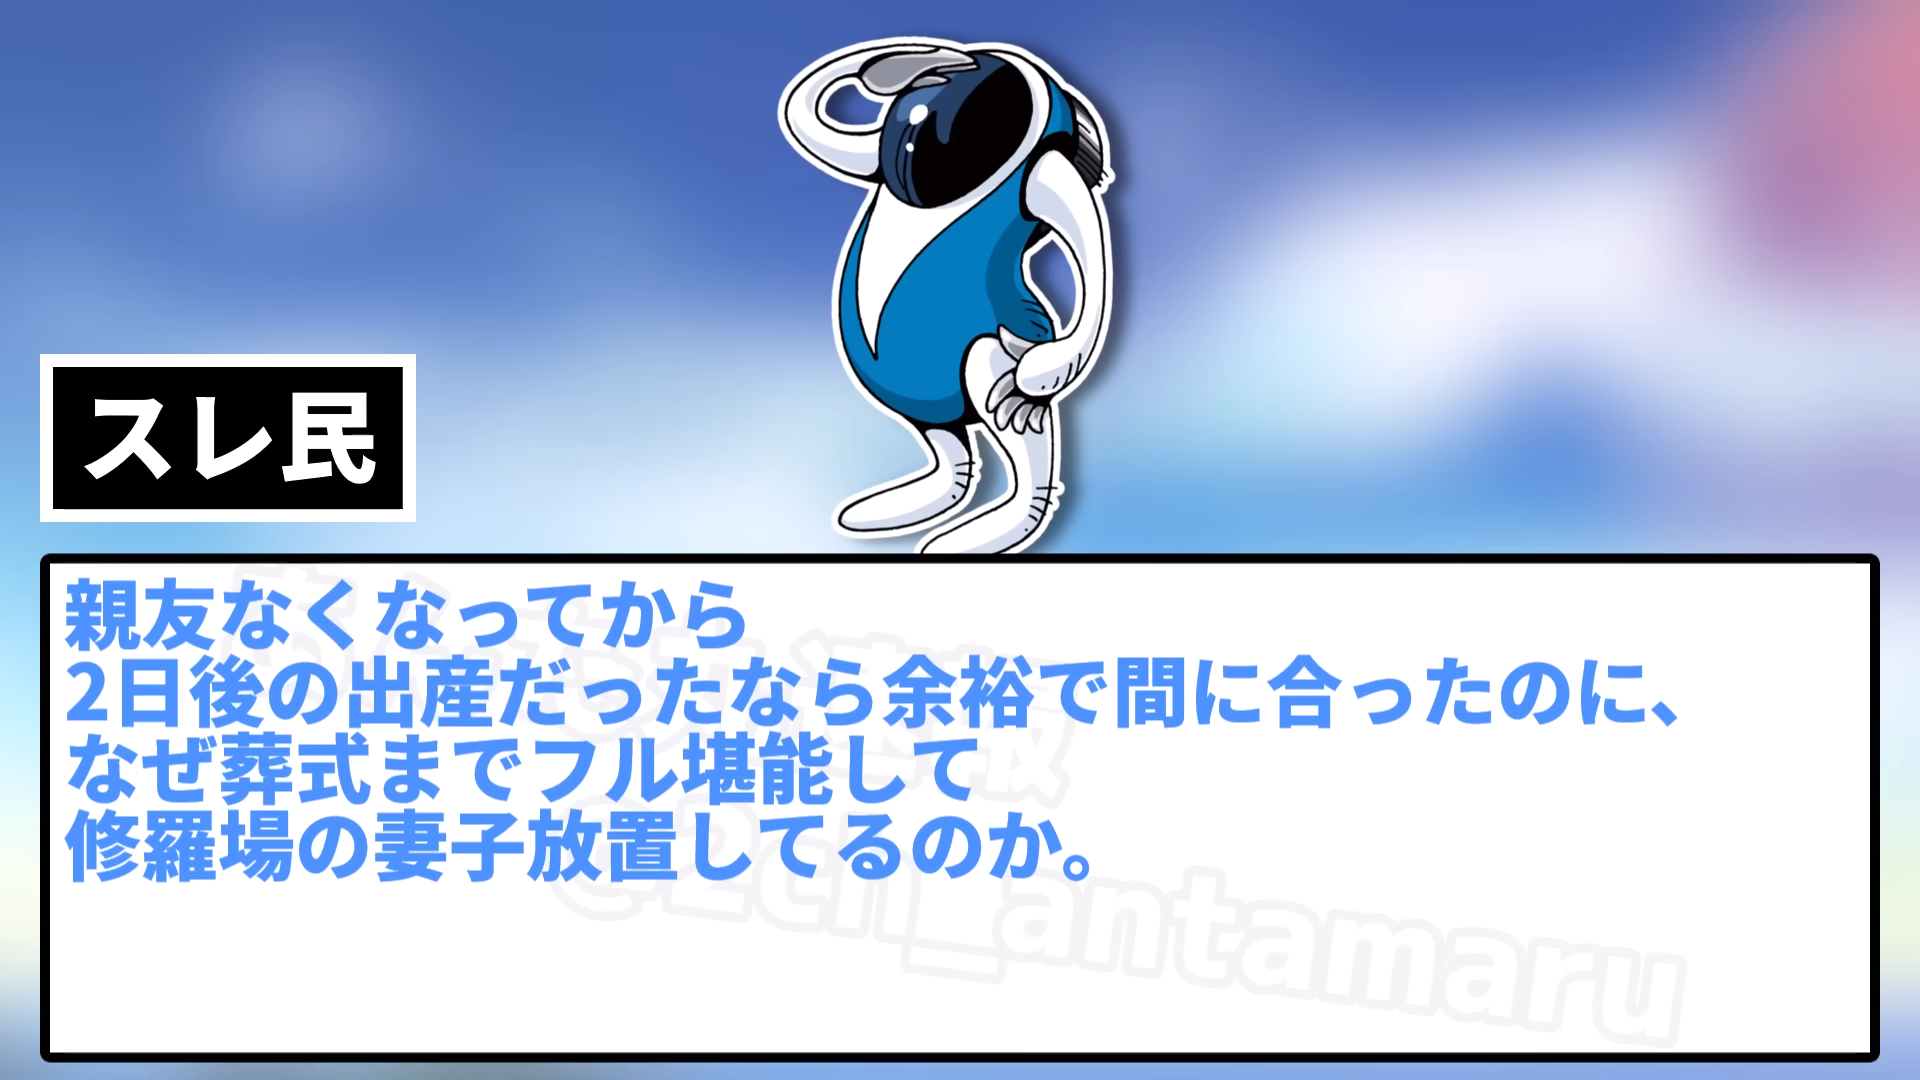 スレ民
親友なくなってから
2日後の出産だったなら余裕で間に合ったのに、
なぜ葬式までフル堪能して
修羅場の妻子放置してるのか。
@2ch_antamaru